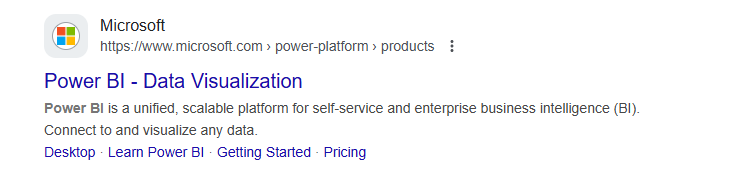 Microsoft
https://www.microsoft.com › power-platform › products
Power BI - Data Visualization
Power BI is a unified, scalable platform for self-service and enterprise business intelligence (BI).
Connect to and visualize any data.
Desktop · Learn Power BI · Getting Started · Pricing